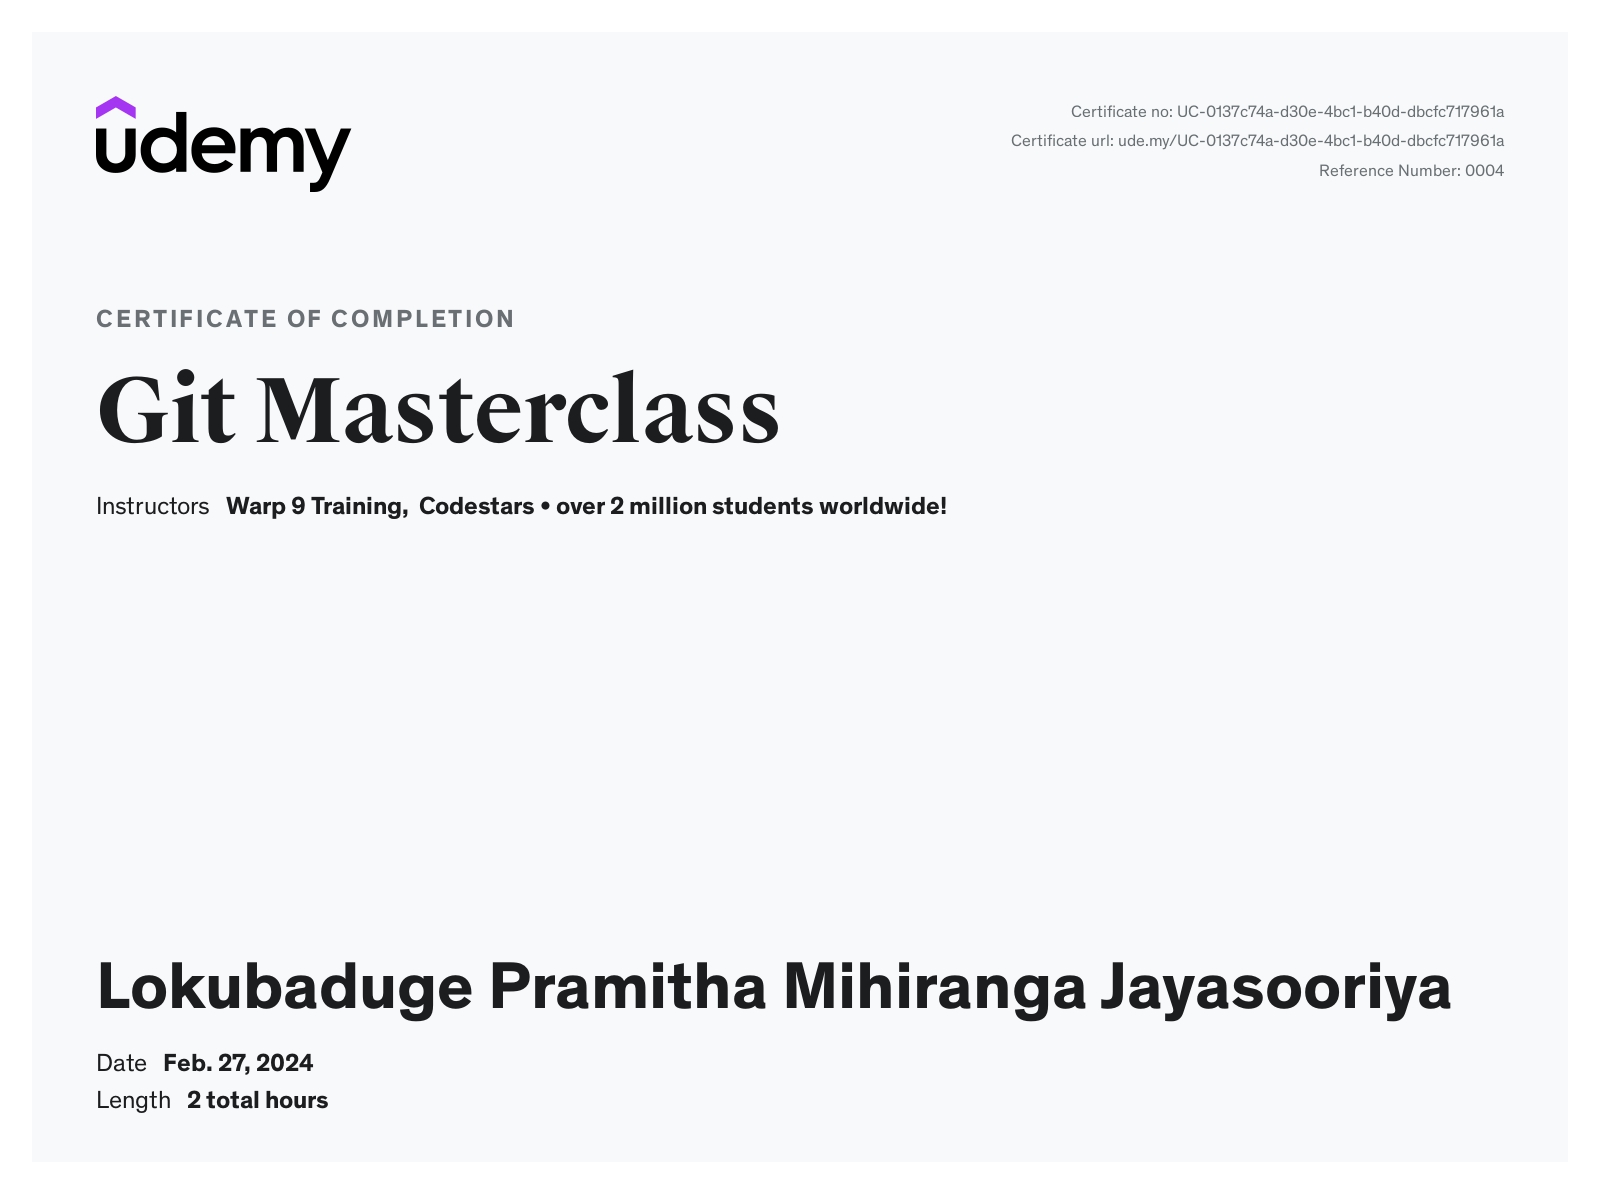 udemy
Certificate no: UC-0137c74a-d30e-4bc1-b40d-dbcfc717961a
Certificate url: ude.my/UC-0137c74a-d30e-4bc1-b40d-dbcfc717961a
Reference Number: 0004
CERTIFICATE OF COMPLETION
Git Masterclass
Instructors Warp 9 Training, Codestars • over 2 million students worldwide!
Lokubaduge Pramitha Mihiranga Jayasooriya
Date Feb. 27, 2024
Length 2 total hours